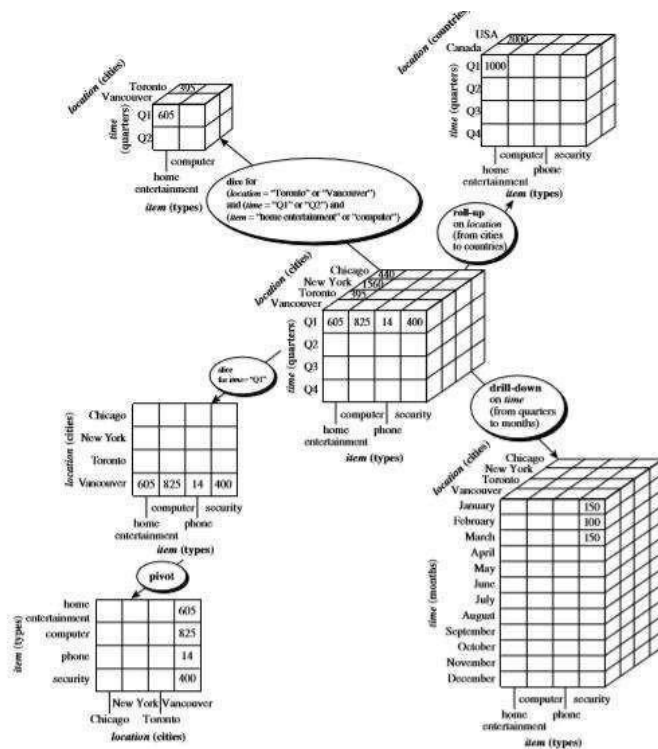 location (cities)
Toronto 395
Vancouver
time (quarters)
Q1 605
Q2
computer
home
entertainment
item (types)
location (countries)
USA 2000
Canada
time (quarters)
Q1 1000
Q2
Q3
Q4
computer security
home phone
entertainment
item (types)
dice for
(location = "Toronto" or "Vancouver")
and (time = "Q1" or "Q2") and
(item = "home entertainment" or "computer")
roll-up
on location
(from cities
to countries)
location (cities)
Chicago 440
New York 1560
Toronto 395
Vancouver
time (quarters)
Q1 605 825 14 400
Q2
Q3
Q4
computer security
home phone
entertainment
item (types)
slice
for time = "Q1"
drill-down
on time
(from quarters
to months)
location (cities)
Chicago
New York
Toronto
Vancouver 605 825 14 400
computer security
home phone
entertainment
item (types)
location (cities)
Chicago
New York
Toronto
Vancouver
time (months)
January 150
February 100
March 150
April
May
June
July
August
September
October
November
December
computer security
home phone
entertainment
item (types)
pivot
item (types)
home
entertainment 605
computer 825
phone 14
security 400
New York Vancouver
Chicago Toronto
location (cities)